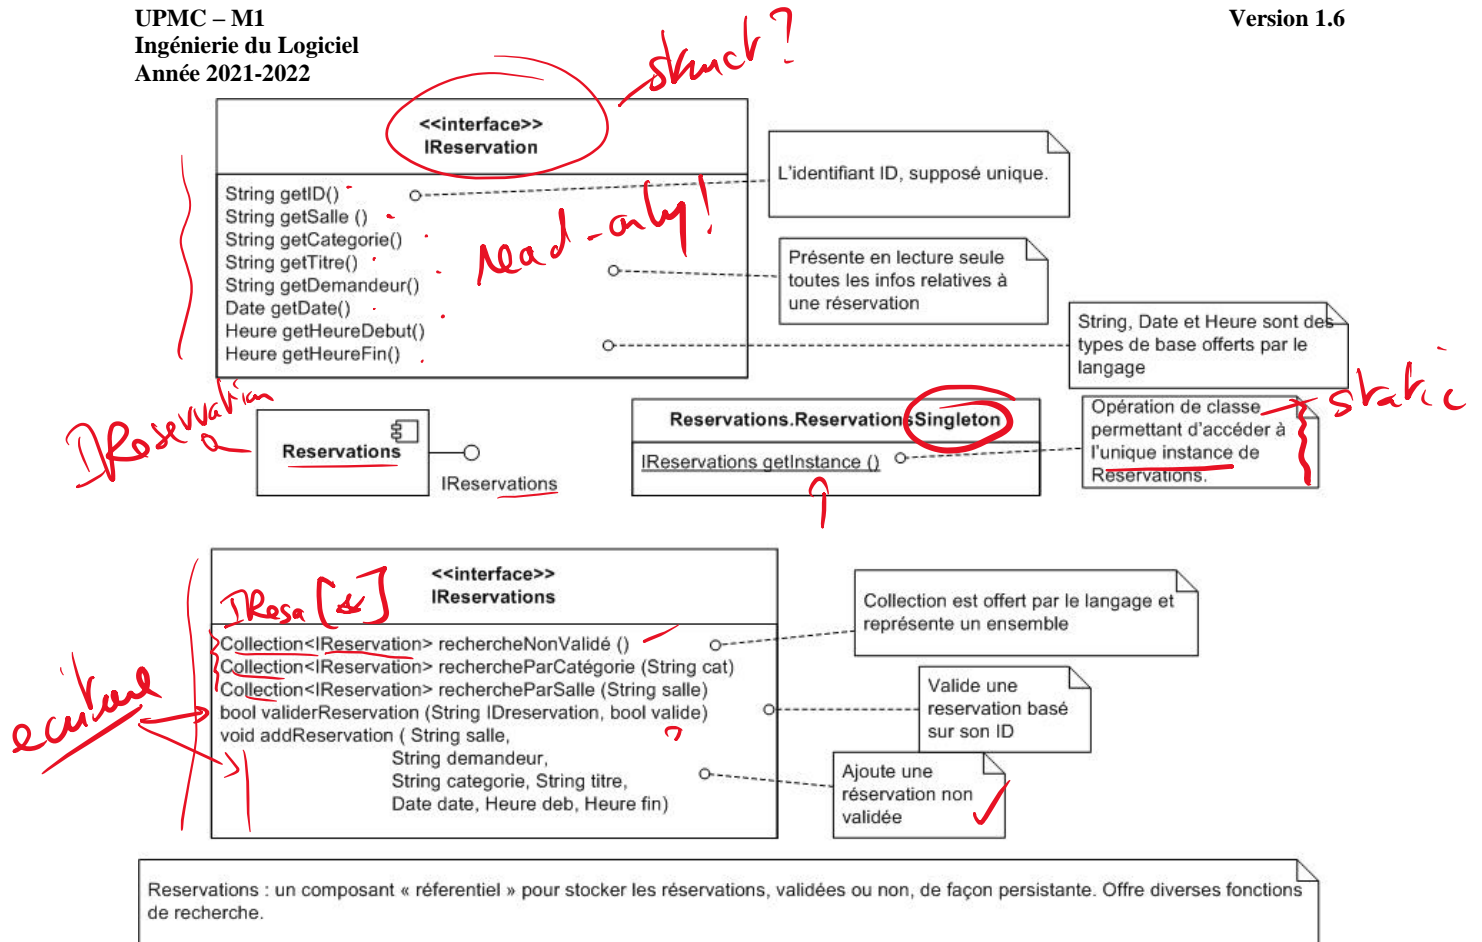 UPMC – M1
Version 1.6
Ingénierie du Logiciel
Année 2021-2022
struct?
<<interface>>
IReservation
String getID()
String getSalle ()
String getCategorie()
String getTitre()
String getDemandeur()
Date getDate()
Heure getHeureDebut()
Heure getHeureFin()
read-only!
L'identifiant ID, supposé unique.
Présente en lecture seule
toutes les infos relatives à
une réservation
String, Date et Heure sont des
types de base offerts par le
langage
IReservation
Reservations
IReservations
Reservations.ReservationsSingleton
IReservations getInstance ()
Opération de classe
permettant d'accéder à
l'unique instance de
Reservations.
static
<<interface>>
IReservations
IResa [*]
Collection<IReservation> rechercheNonValidé ()
Collection<IReservation> rechercheParCatégorie (String cat)
Collection<IReservation> rechercheParSalle (String salle)
bool validerReservation (String IDreservation, bool valide)
void addReservation ( String salle,
String demandeur,
String categorie, String titre,
Date date, Heure deb, Heure fin)
ecriture
Collection est offert par le langage et
représente un ensemble
Valide une
reservation basé
sur son ID
Ajoute une
réservation non
validée
Reservations : un composant « réferentiel » pour stocker les réservations, validées ou non, de façon persistante. Offre diverses fonctions
de recherche.